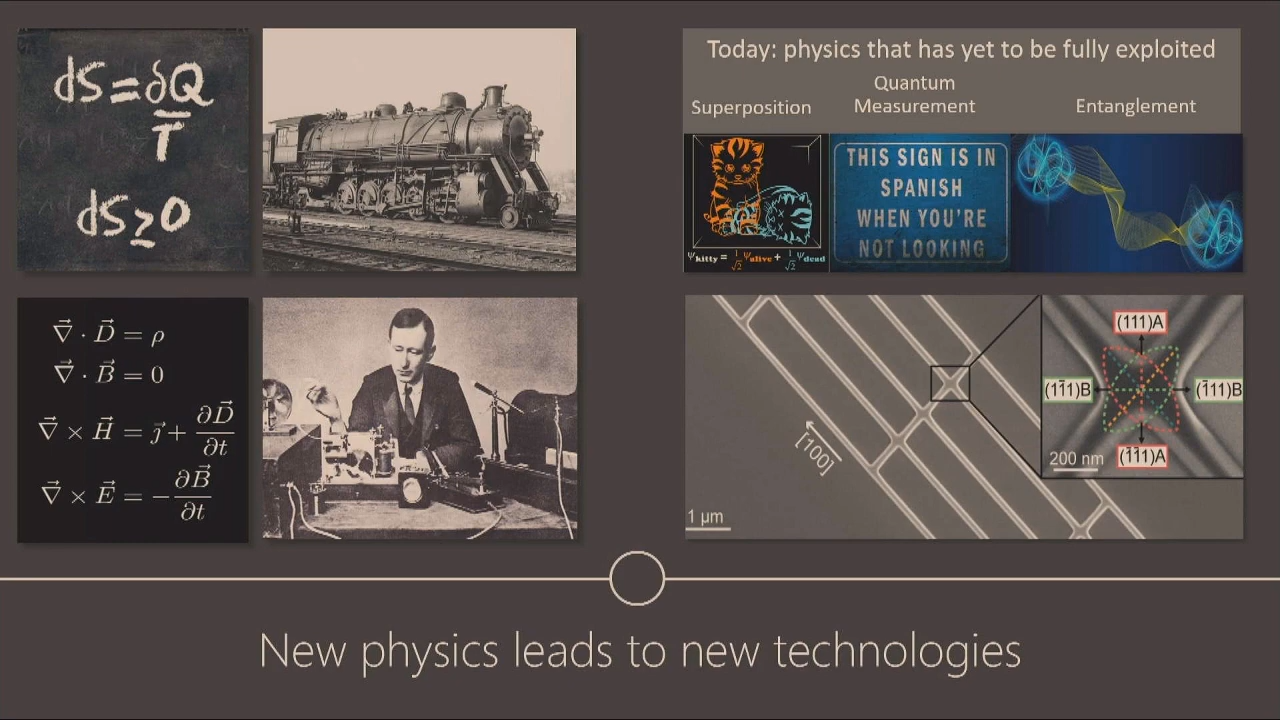 dS = δQ
T
dS ≥ 0
∇⃗ · D⃗ = ρ
∇⃗ · B⃗ = 0
∇⃗ × H⃗ = j⃗ + ∂D⃗/∂t
∇⃗ × E⃗ = −∂B⃗/∂t
Today: physics that has yet to be fully exploited
Superposition
Quantum
Measurement
Entanglement
Ψkitty = 1/√2 Ψalive + 1/√2 Ψdead
THIS SIGN IS IN
SPANISH
WHEN YOU'RE
NOT LOOKING
[100]
1 µm
(111)A
(11̄1)B
(1̄11)B
(1̄1̄1)A
200 nm
New physics leads to new technologies